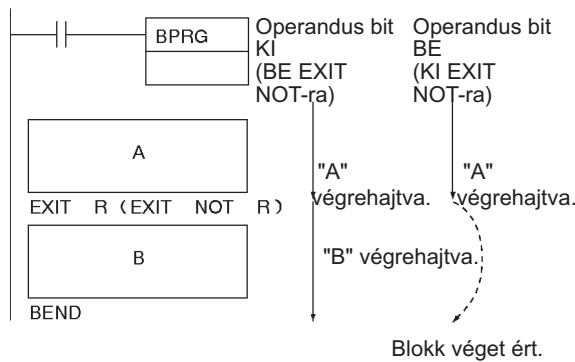 BPRG
Operandus bit
KI
(BE EXIT
NOT-ra)
Operandus bit
BE
(KI EXIT
NOT-ra)
A
"A"
végrehajtva.
"A"
végrehajtva.
EXIT R (EXIT NOT R)
B
"B" végrehajtva.
BEND
Blokk véget ért.